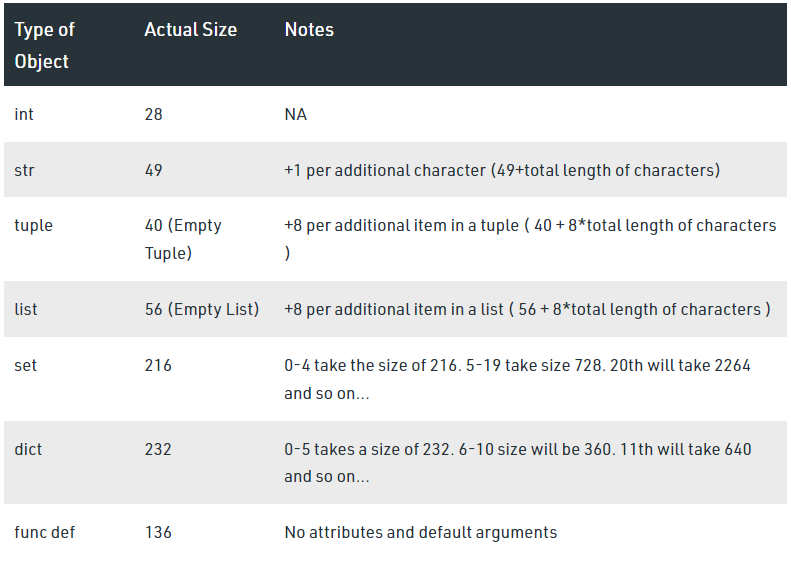 Type of Object Actual Size Notes
int 28 NA
str 49 +1 per additional character (49+total length of characters)
tuple 40 (Empty Tuple) +8 per additional item in a tuple ( 40 + 8*total length of characters )
list 56 (Empty List) +8 per additional item in a list ( 56 + 8*total length of characters )
set 216 0-4 take the size of 216. 5-19 take size 728. 20th will take 2264 and so on...
dict 232 0-5 takes a size of 232. 6-10 size will be 360. 11th will take 640 and so on...
func def 136 No attributes and default arguments